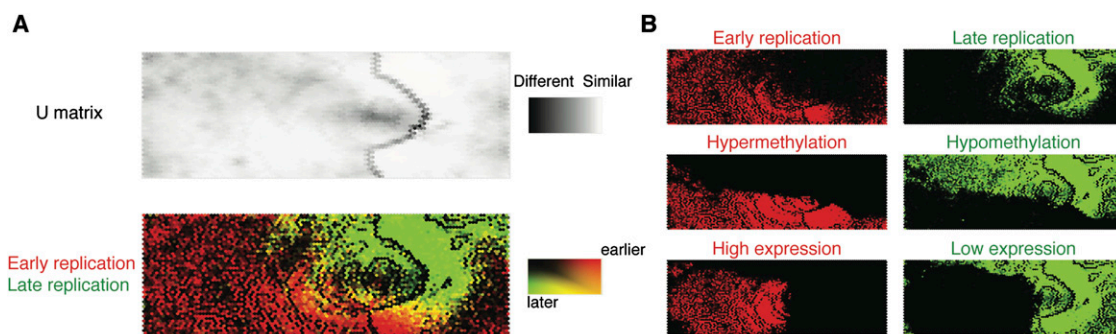 A
U matrix
Different Similar
Early replication
Late replication
earlier
later
B
Early replication
Late replication
Hypermethylation
Hypomethylation
High expression
Low expression